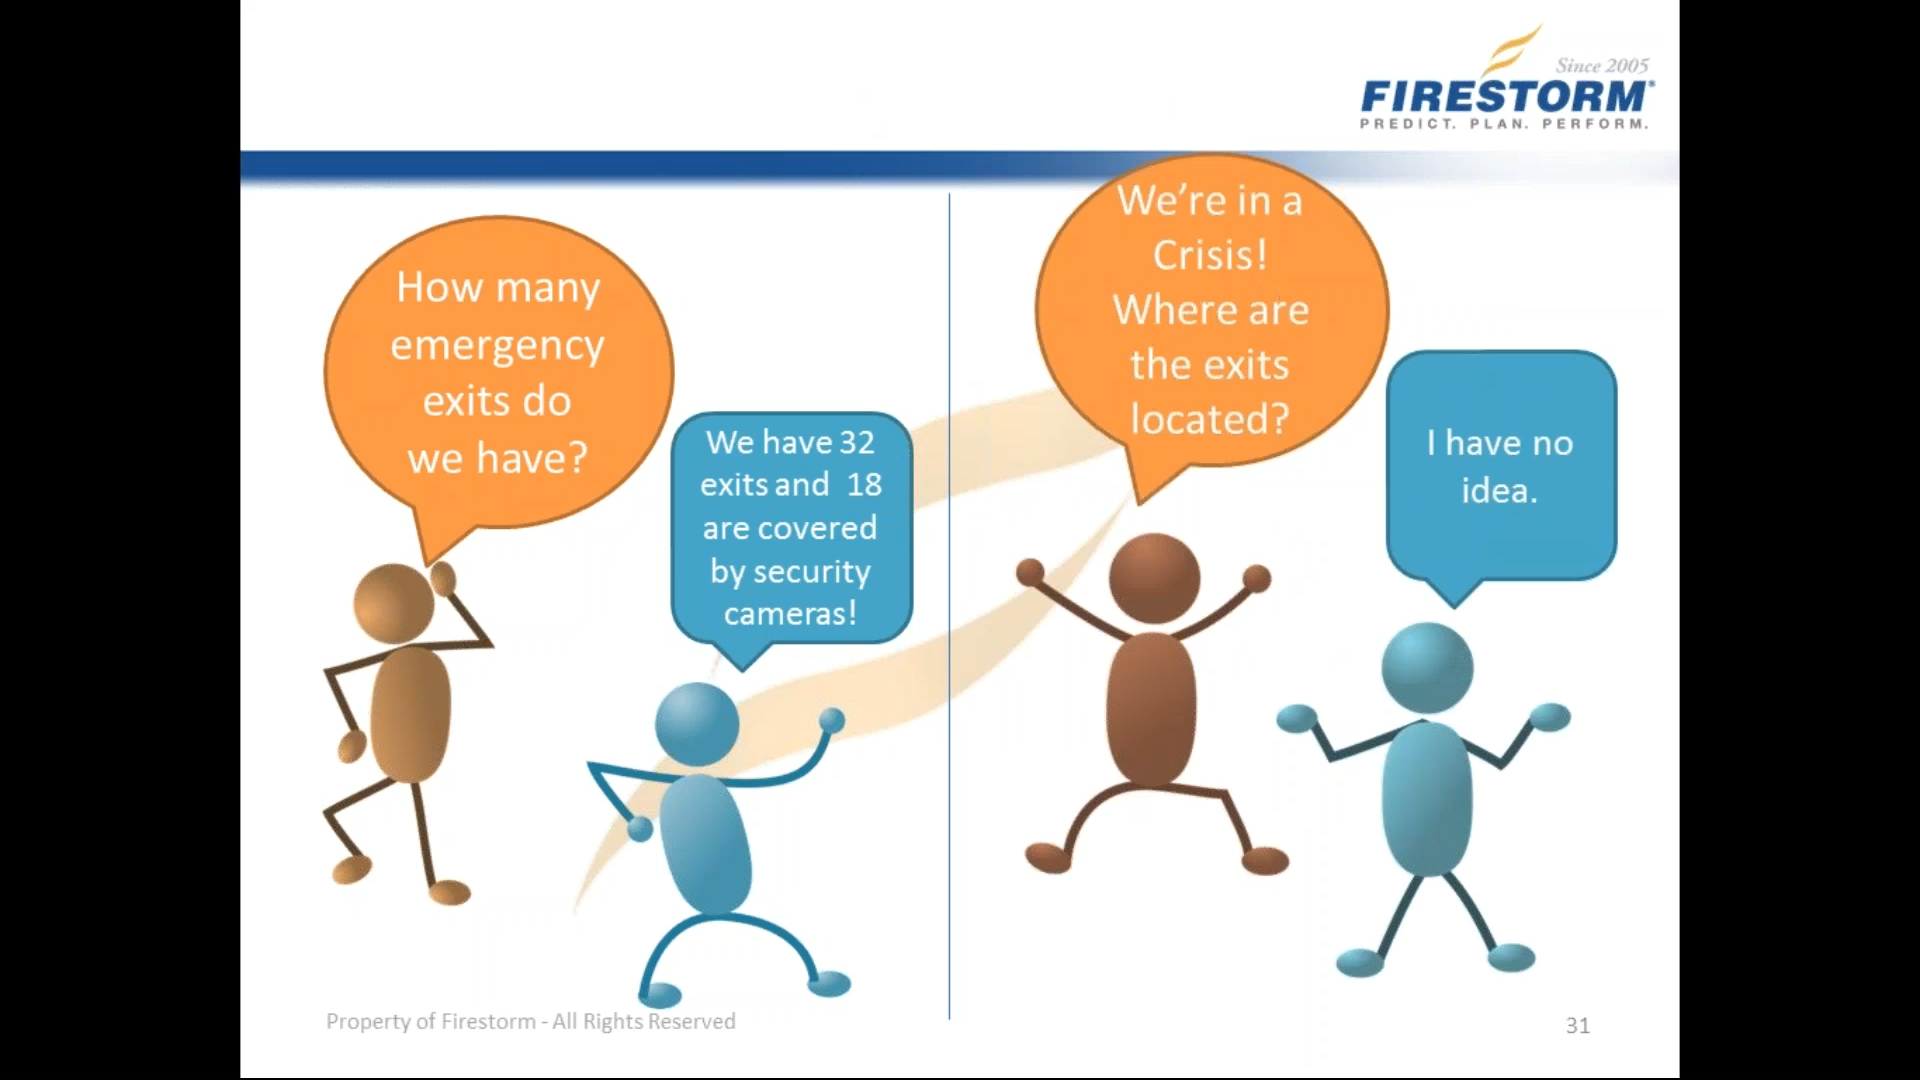 Since 2005
FIRESTORM®
PREDICT. PLAN. PERFORM.
How many
emergency
exits do
we have?
We have 32
exits and 18
are covered
by security
cameras!
We’re in a
Crisis!
Where are
the exits
located?
I have no
idea.
Property of Firestorm - All Rights Reserved
31